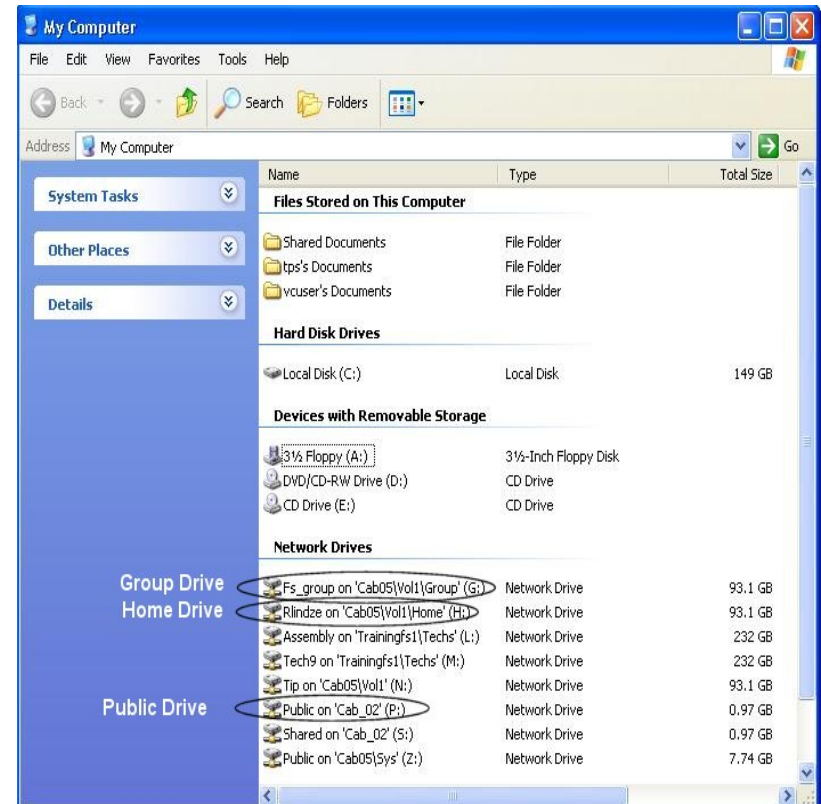 My Computer
File Edit View Favorites Tools Help
Back Search Folders
Address My Computer Go
Name Type Total Size
System Tasks
Other Places
Details
Files Stored on This Computer
Shared Documents File Folder
tps's Documents File Folder
vcuser's Documents File Folder
Hard Disk Drives
Local Disk (C:) Local Disk 149 GB
Devices with Removable Storage
3½ Floppy (A:) 3½-Inch Floppy Disk
DVD/CD-RW Drive (D:) CD Drive
CD Drive (E:) CD Drive
Network Drives
Group Drive Fs_group on 'Cab05\Vol1\Group' (G:) Network Drive 93.1 GB
Home Drive Rlindze on 'Cab05\Vol1\Home' (H:) Network Drive 93.1 GB
Assembly on 'Trainingfs1\Techs' (L:) Network Drive 232 GB
Tech9 on 'Trainingfs1\Techs' (M:) Network Drive 232 GB
Tip on 'Cab05\Vol1' (N:) Network Drive 93.1 GB
Public Drive Public on 'Cab_02' (P:) Network Drive 0.97 GB
Shared on 'Cab_02' (S:) Network Drive 0.97 GB
Public on 'Cab05\Sys' (Z:) Network Drive 7.74 GB